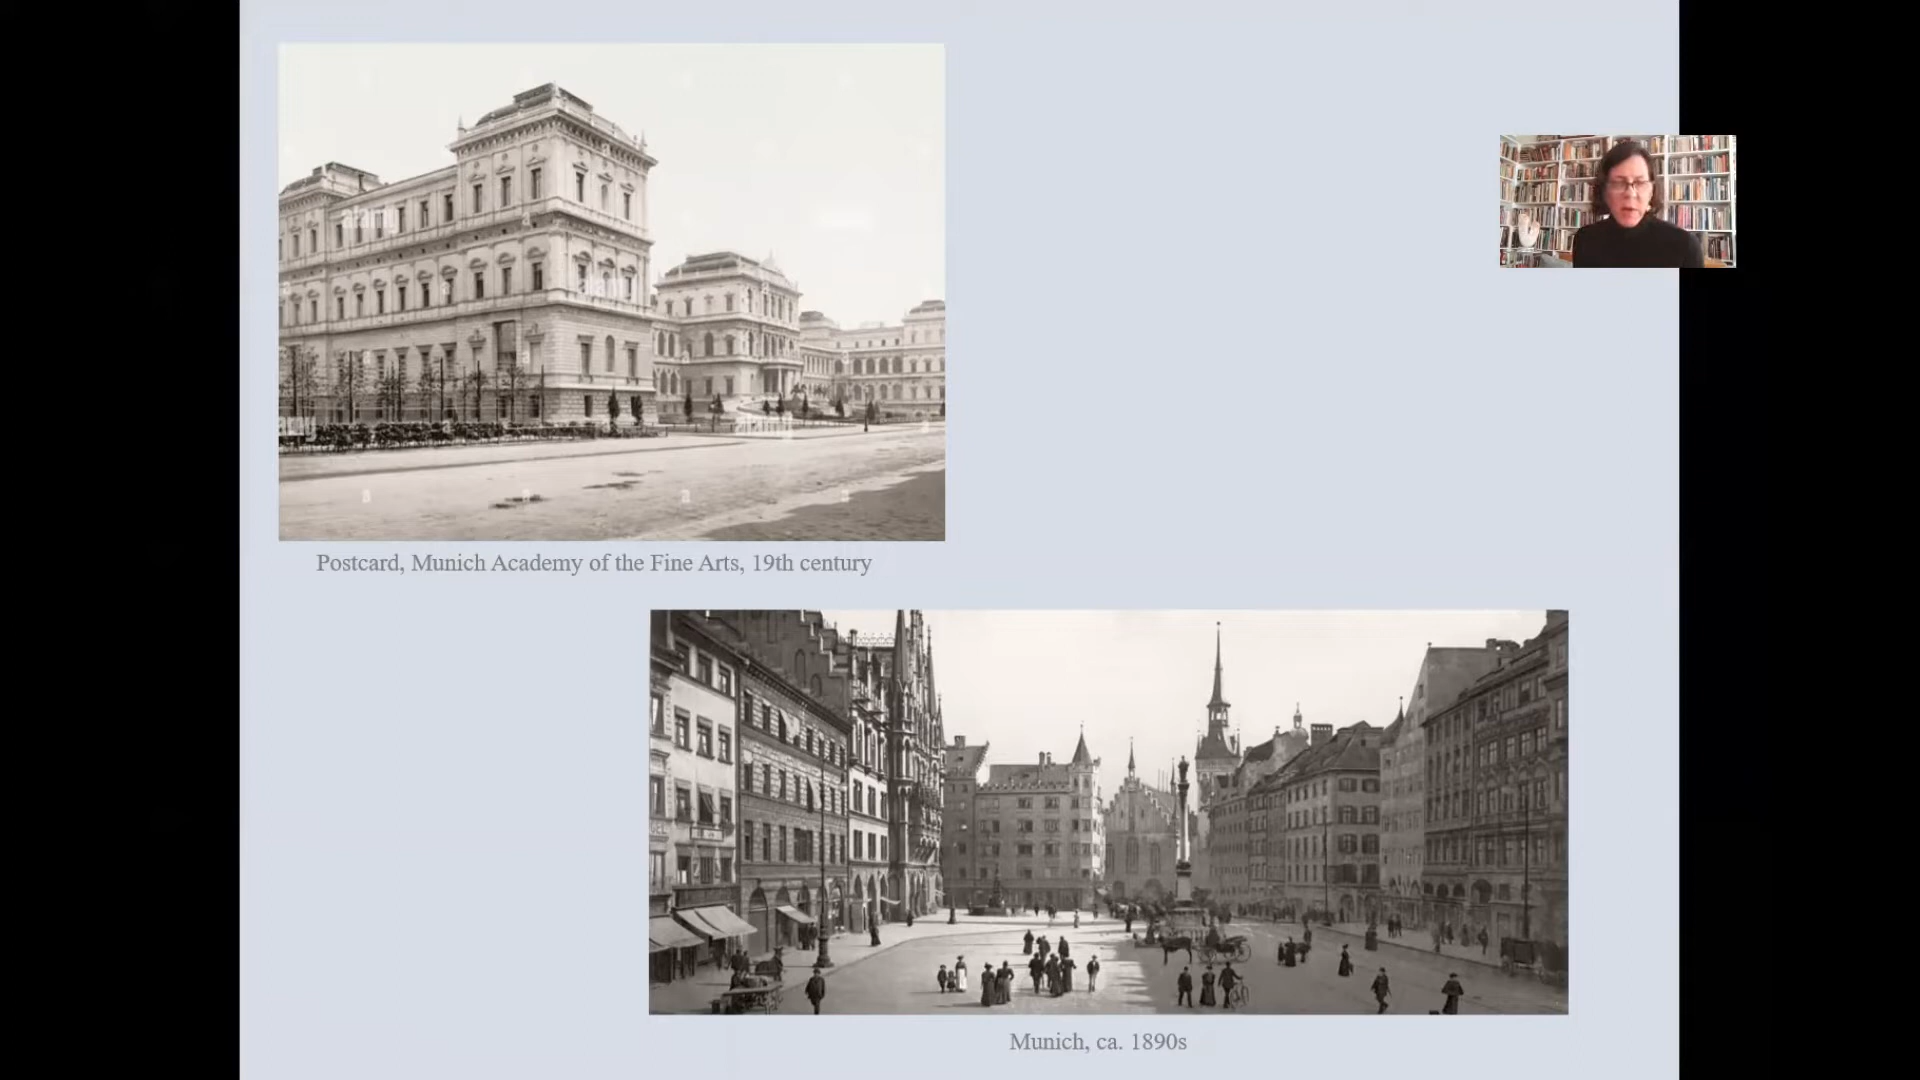 Postcard, Munich Academy of the Fine Arts, 19th century
Munich, ca. 1890s